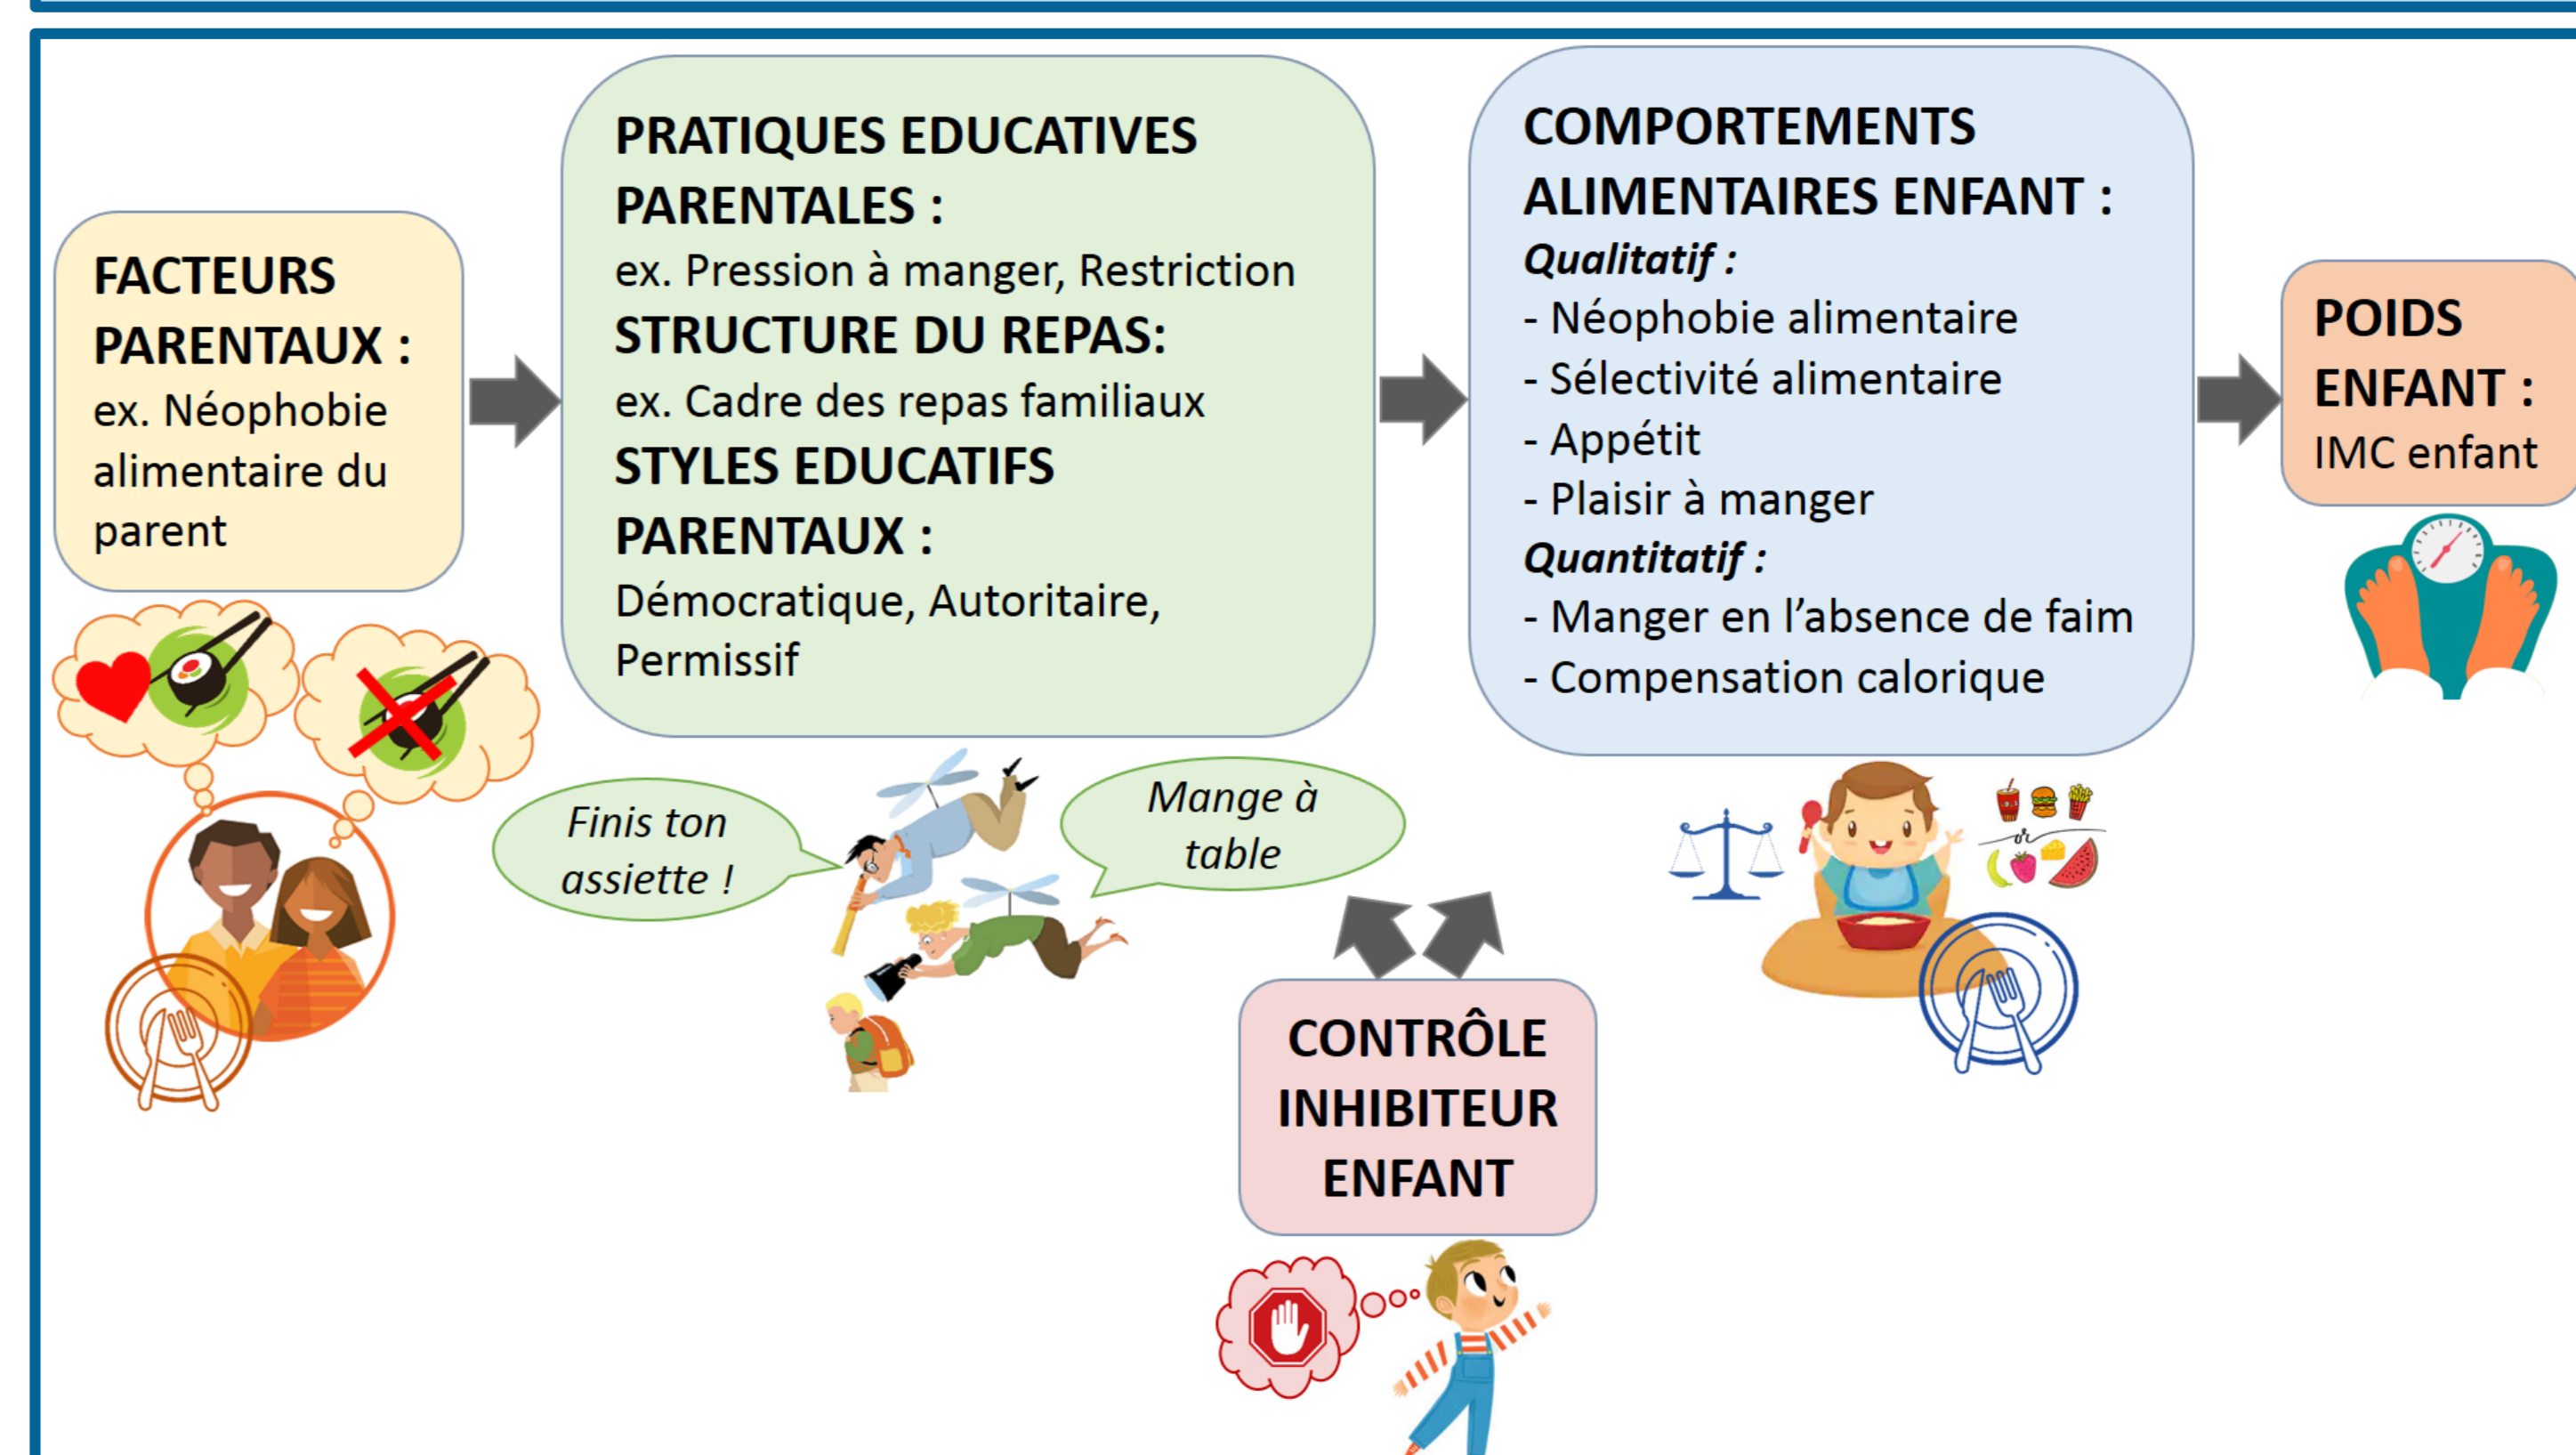 FACTEURS
PARENTAUX :
ex. Néophobie
alimentaire du
parent
PRATIQUES EDUCATIVES
PARENTALES :
ex. Pression à manger, Restriction
STRUCTURE DU REPAS:
ex. Cadre des repas familiaux
STYLES EDUCATIFS
PARENTAUX :
Démocratique, Autoritaire,
Permissif
COMPORTEMENTS
ALIMENTAIRES ENFANT :
Qualitatif :
- Néophobie alimentaire
- Sélectivité alimentaire
- Appétit
- Plaisir à manger
Quantitatif :
- Manger en l'absence de faim
- Compensation calorique
POIDS
ENFANT :
IMC enfant
Finis ton
assiette !
Mange à
table
or
CONTRÔLE
INHIBITEUR
ENFANT